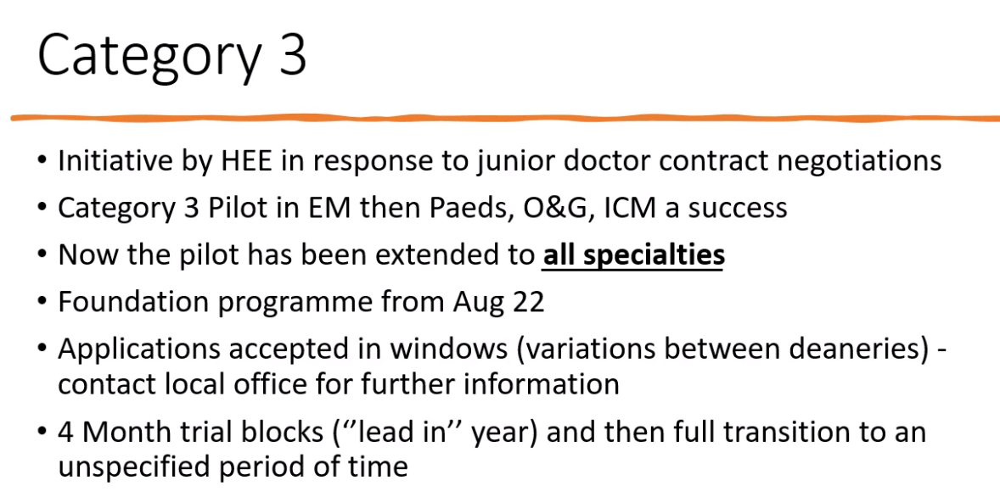 Category 3
• Initiative by HEE in response to junior doctor contract negotiations
• Category 3 Pilot in EM then Paeds, O&G, ICM a success
• Now the pilot has been extended to all specialties
• Foundation programme from Aug 22
• Applications accepted in windows (variations between deaneries) -
contact local office for further information
• 4 Month trial blocks (‘’lead in’’ year) and then full transition to an
unspecified period of time